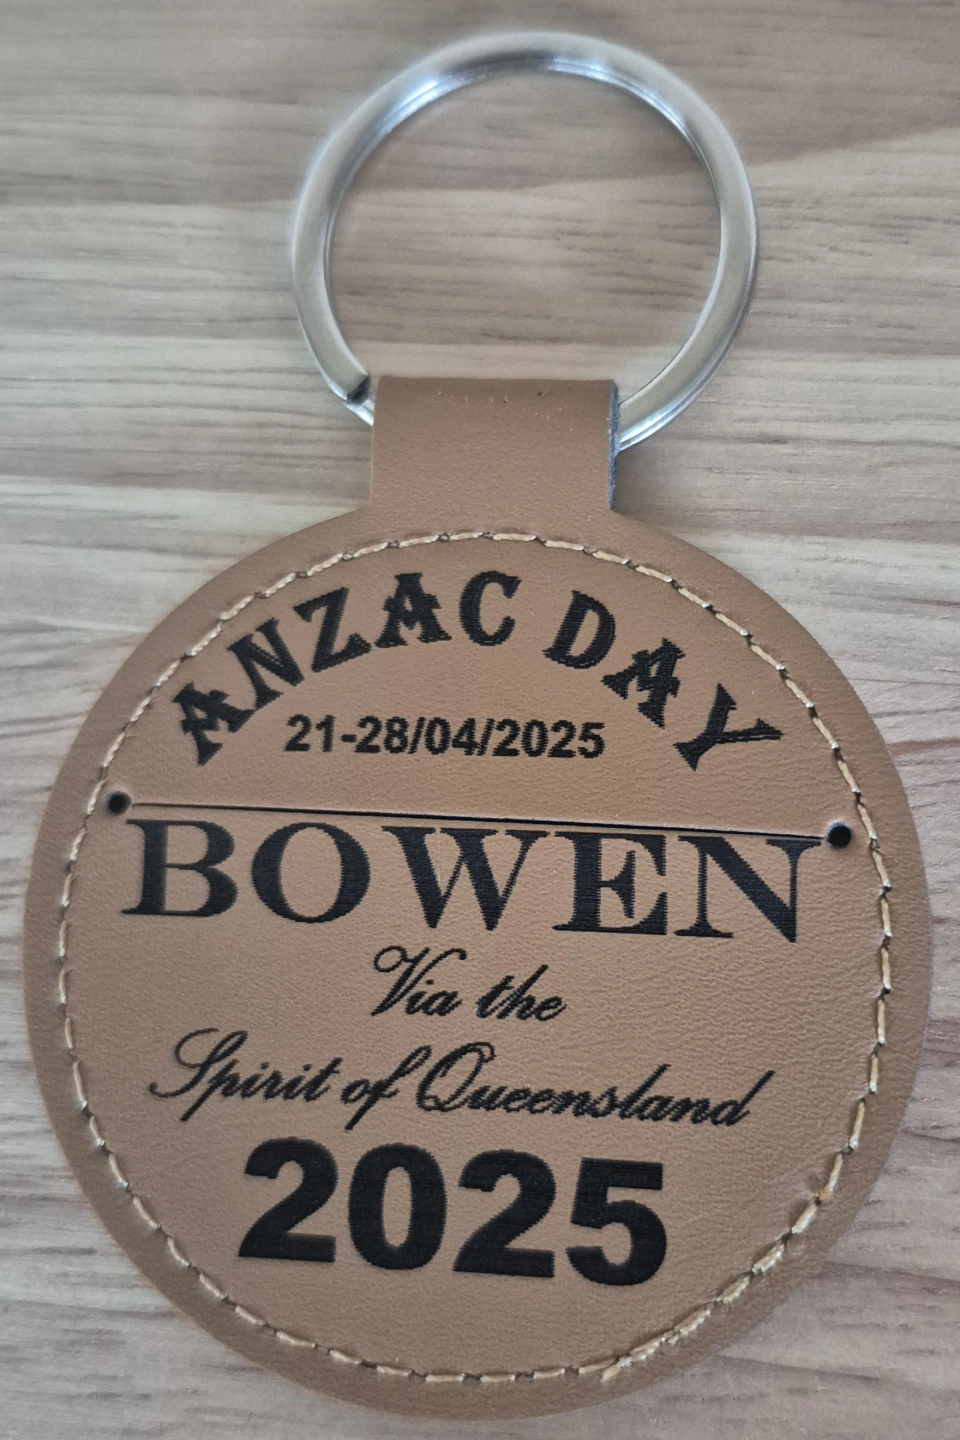 ANZAC DAY
21-28/04/2025
BOWEN
Via the
Spirit of Queensland
2025